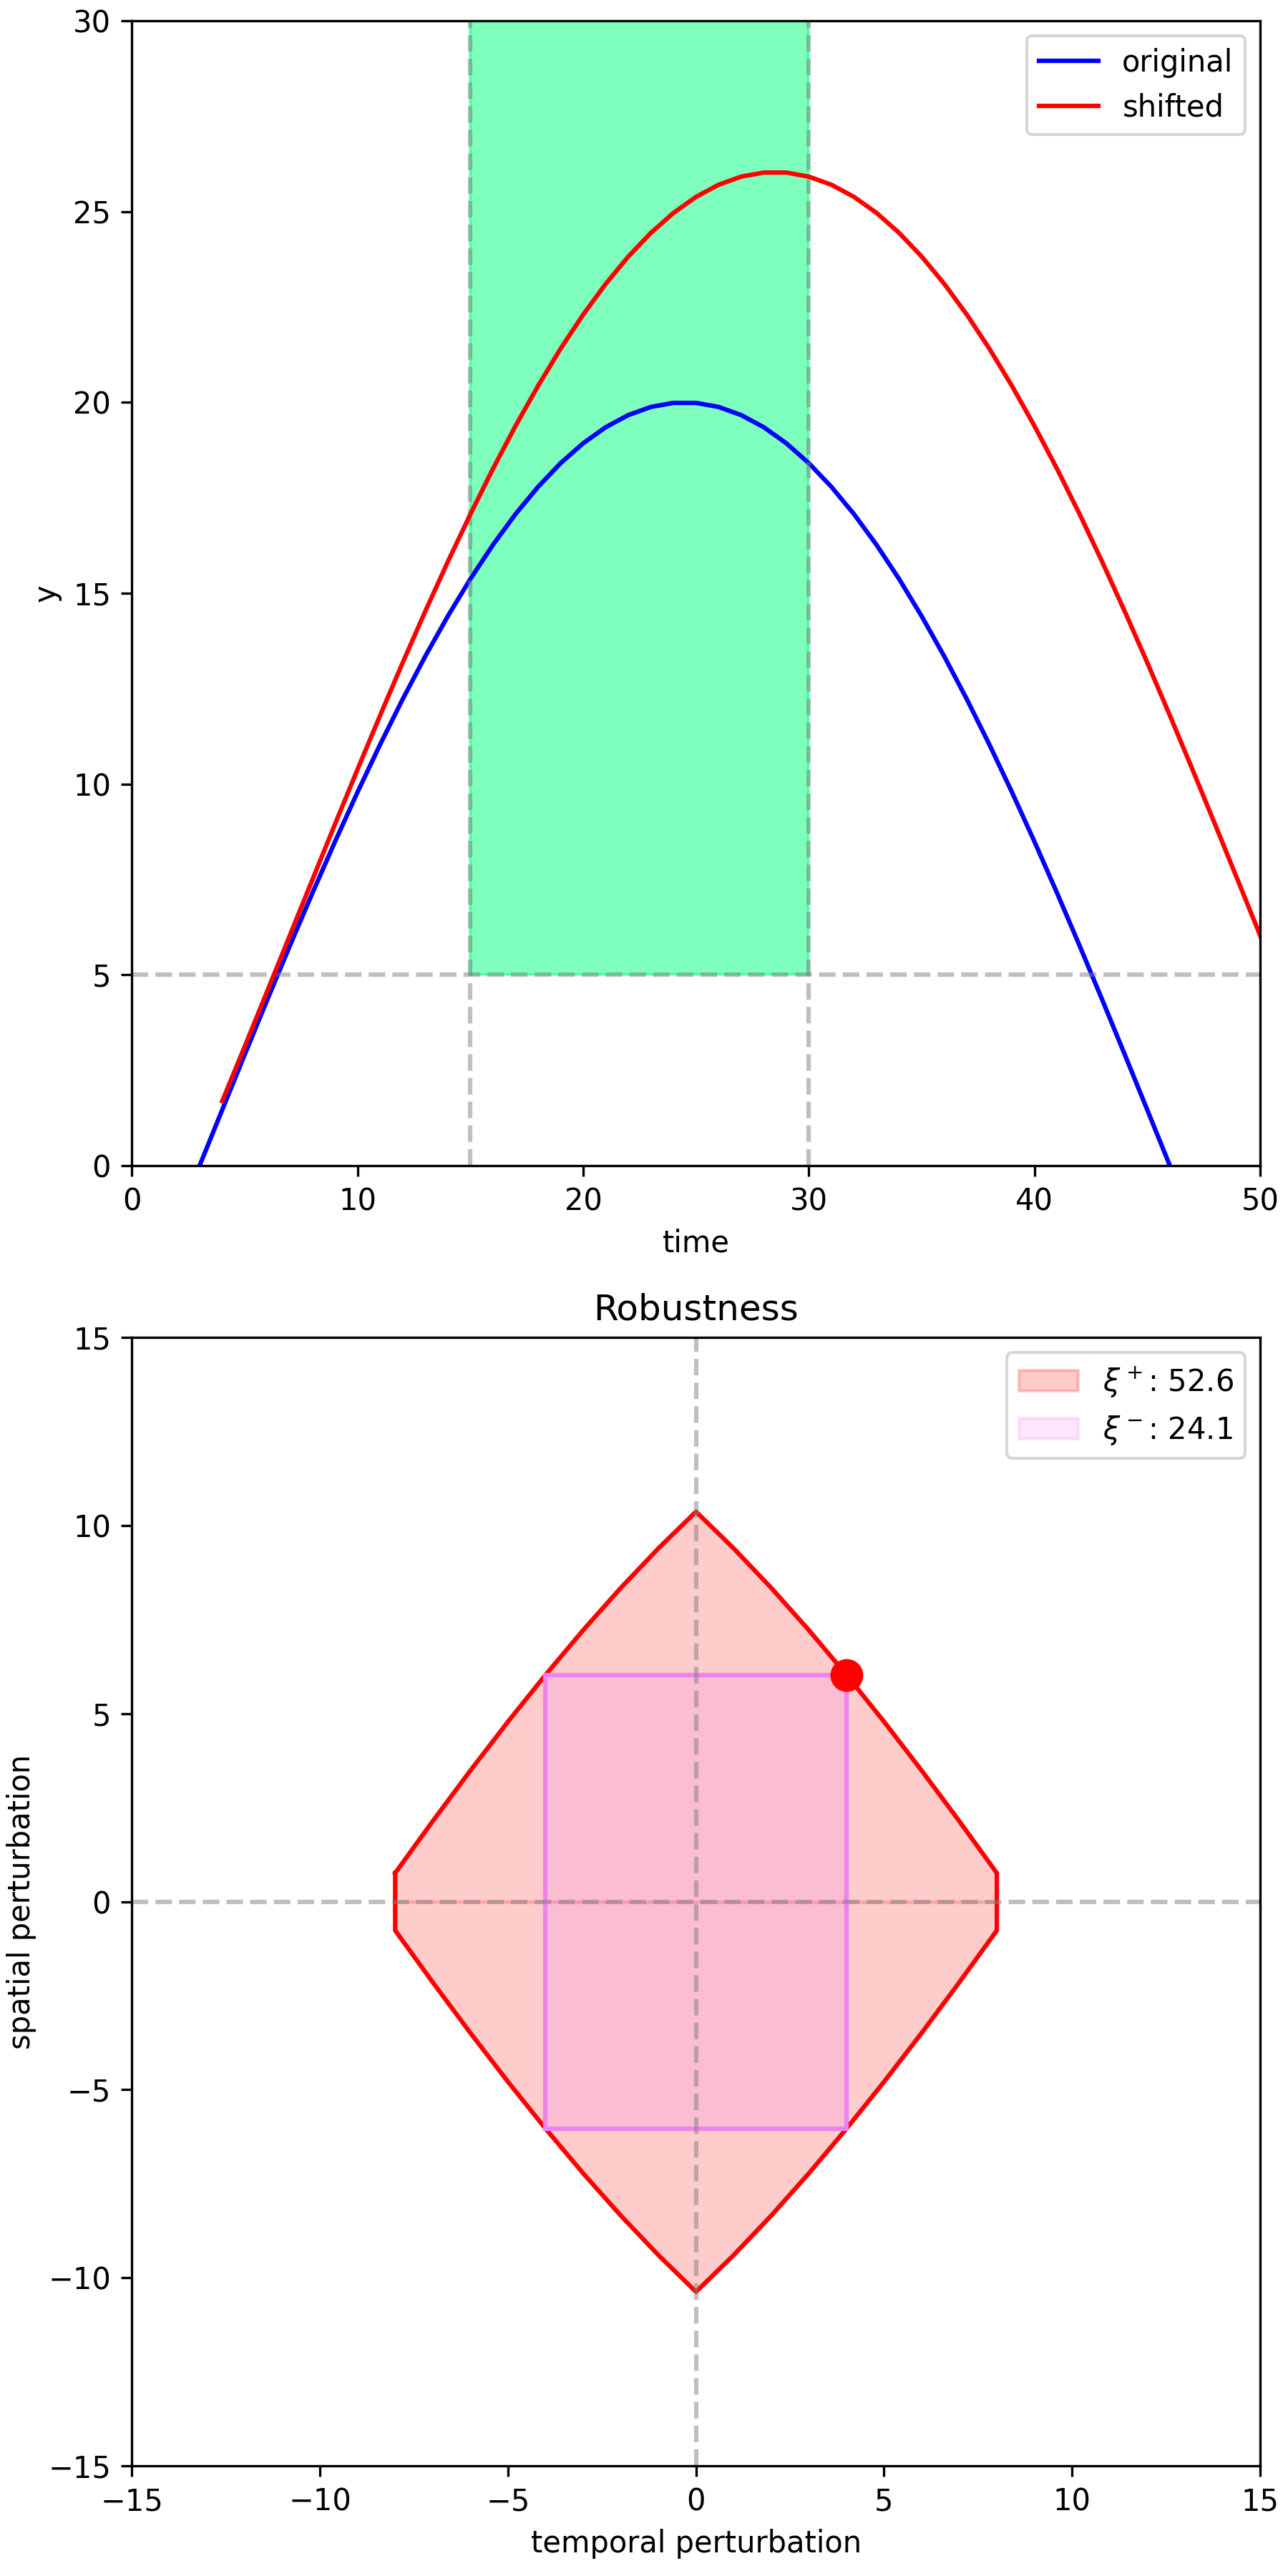 30
25
20
15
10
5
0
y
original
shifted
0 10 20 30 40 50
time
Robustness
15
10
5
0
−5
−10
−15
spatial perturbation
ξ⁺: 52.6
ξ⁻: 24.1
−15 −10 −5 0 5 10 15
temporal perturbation